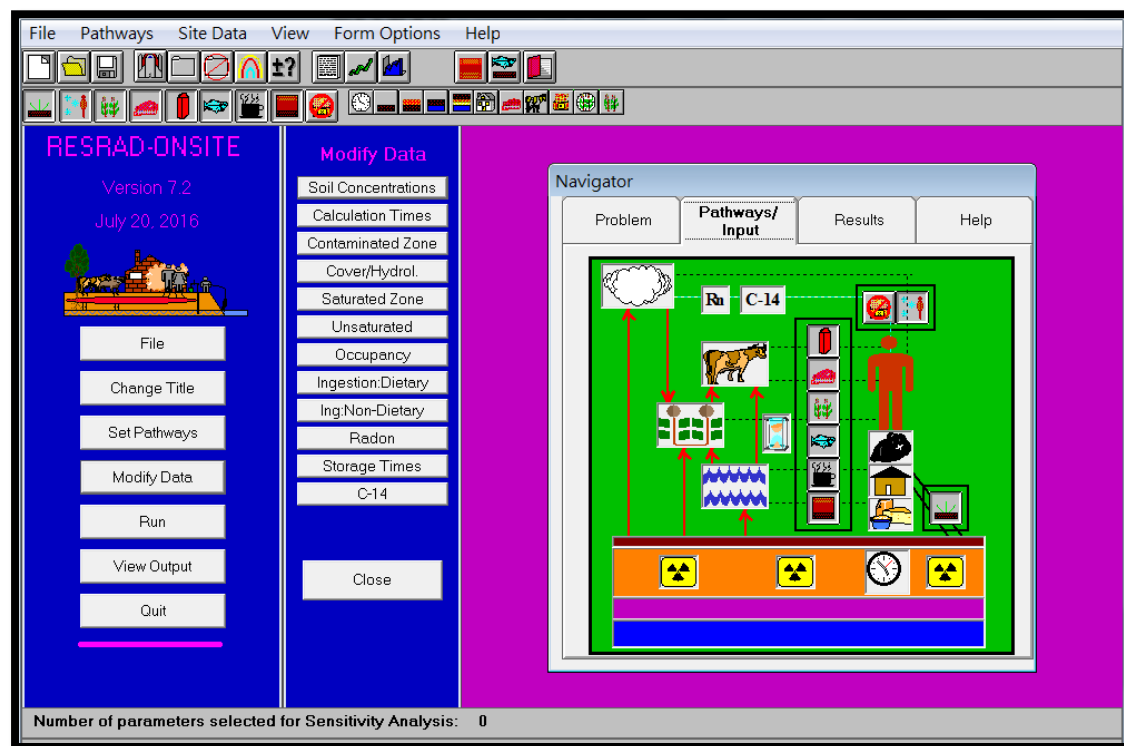 File Pathways Site Data View Form Options Help
±?
RESRAD-ONSITE
Version 7.2
July 20, 2016
File
Change Title
Set Pathways
Modify Data
Run
View Output
Quit
Modify Data
Soil Concentrations
Calculation Times
Contaminated Zone
Cover/Hydrol.
Saturated Zone
Unsaturated
Occupancy
Ingestion:Dietary
Ing:Non-Dietary
Radon
Storage Times
C-14
Close
Navigator
Problem
Pathways/
Input
Results
Help
Rn C-14
Number of parameters selected for Sensitivity Analysis: 0